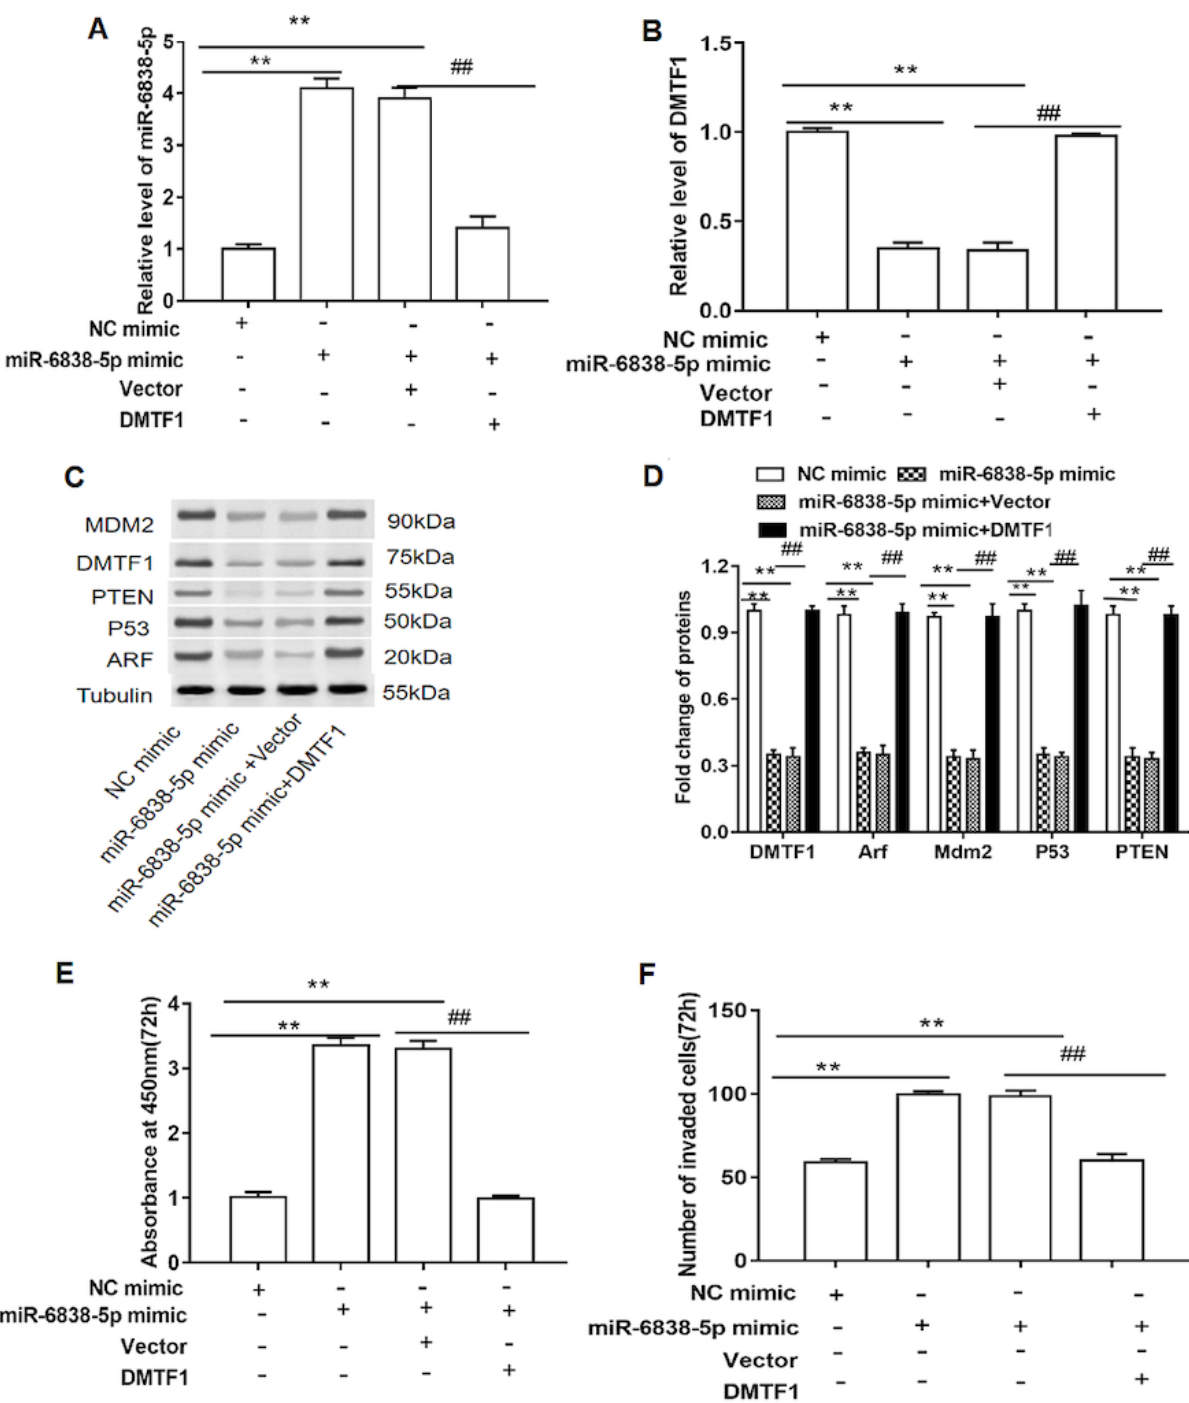 A
**
**
##
Relative level of miR-6838-5p
5
4
3
2
1
0
NC mimic + - - -
miR-6838-5p mimic - + + +
Vector - - + -
DMTF1 - - - +
B
**
**
##
Relative level of DMTF1
1.5
1.0
0.5
0.0
NC mimic + - - -
miR-6838-5p mimic - + + +
Vector - - + -
DMTF1 - - - +
C
MDM2 90kDa
DMTF1 75kDa
PTEN 55kDa
P53 50kDa
ARF 20kDa
Tubulin 55kDa
NC mimic
miR-6838-5p mimic
miR-6838-5p mimic +Vector
miR-6838-5p mimic+DMTF1
D
NC mimic miR-6838-5p mimic
miR-6838-5p mimic+Vector
miR-6838-5p mimic+DMTF1
## ## ## ## ##
** ** ** ** **
** ** ** ** **
Fold change of proteins
1.2
0.9
0.6
0.3
0.0
DMTF1 Arf Mdm2 P53 PTEN
E
**
**
##
Absorbance at 450nm(72h)
4
3
2
1
0
NC mimic + - - -
miR-6838-5p mimic - + + +
Vector - - + -
DMTF1 - - - +
F
**
**
##
Number of invaded cells(72h)
150
100
50
0
NC mimic + - - -
miR-6838-5p mimic - + + +
Vector - - - -
DMTF1 - - - +